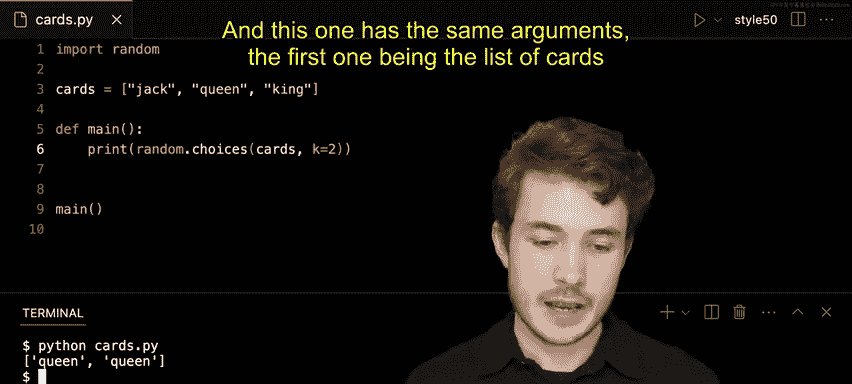 cards.py
style50
And this one has the same arguments,
the first one being the list of cards
1 import random
2
3 cards = ["jack", "queen", "king"]
4
5 def main():
6 print(random.choices(cards, k=2))
7
8
9 main()
10
TERMINAL
$ python cards.py
['queen', 'queen']
$